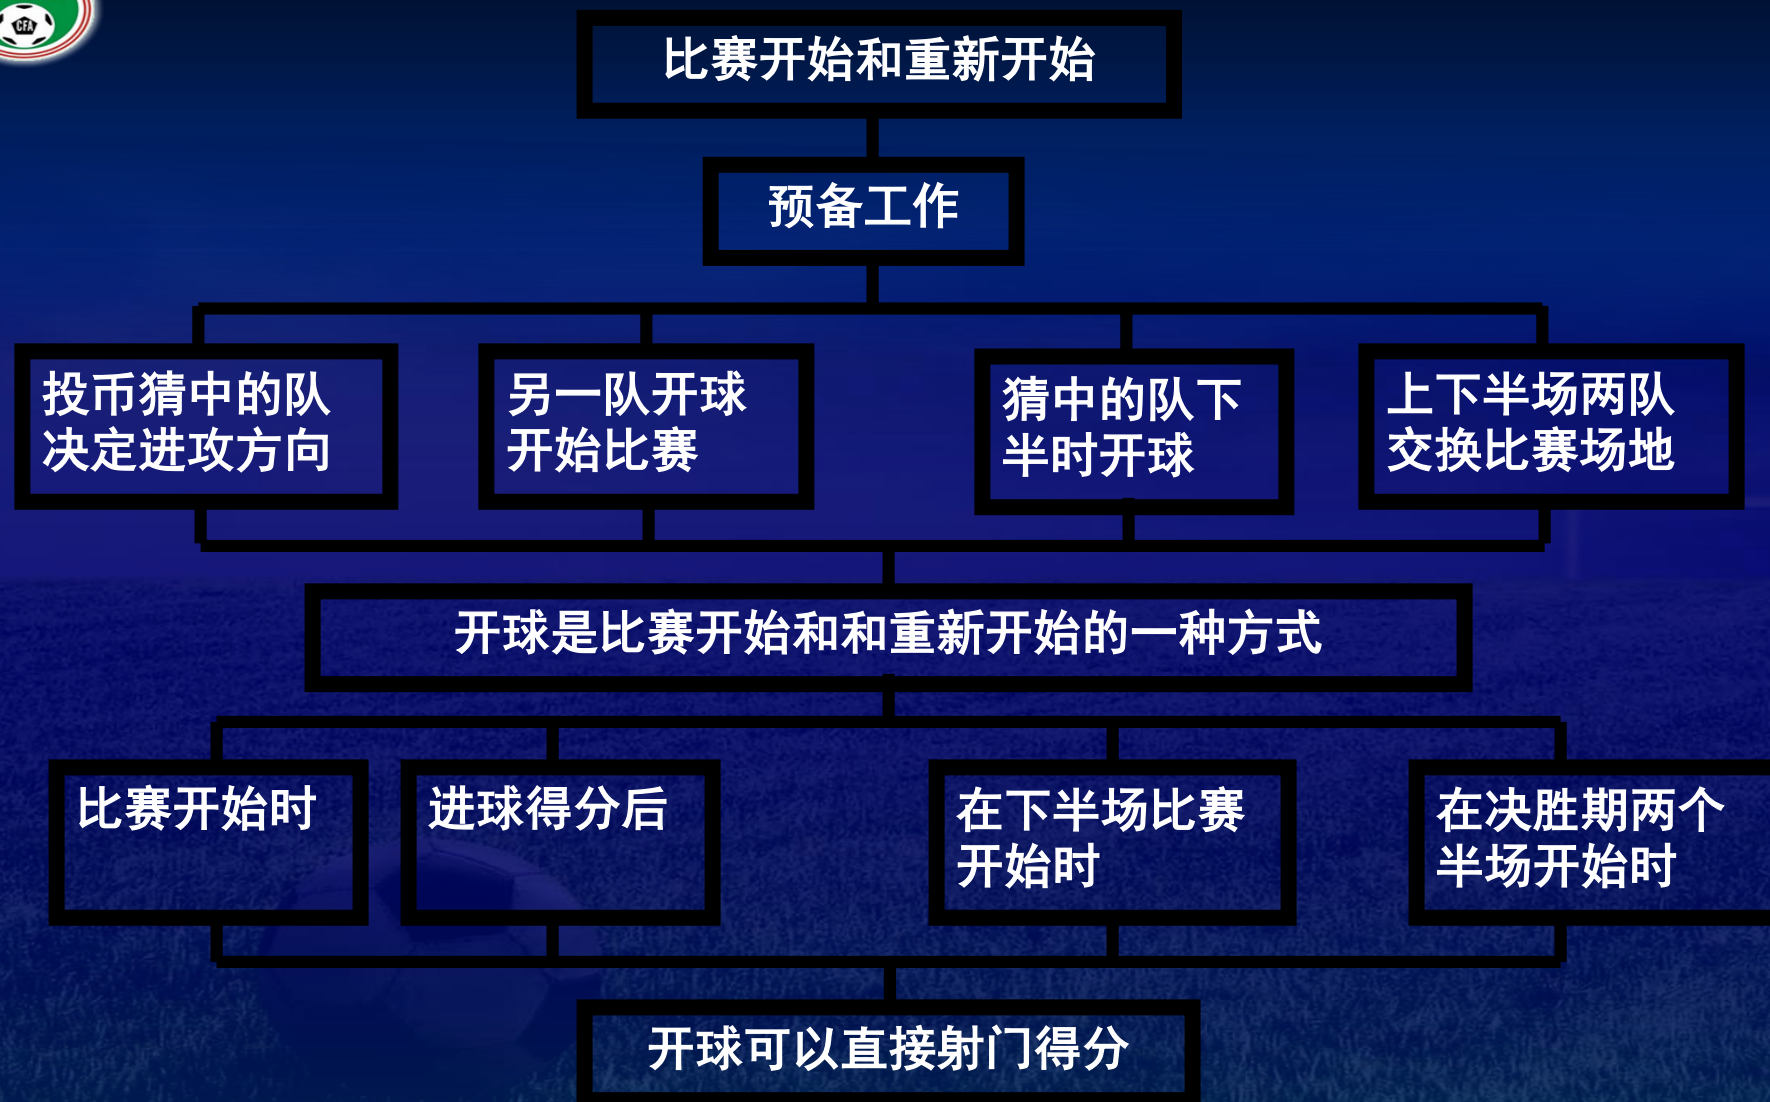 CFA
比赛开始和重新开始
预备工作
投币猜中的队
决定进攻方向
另一队开球
开始比赛
猜中的队下
半时开球
上下半场两队
交换比赛场地
开球是比赛开始和和重新开始的一种方式
比赛开始时
进球得分后
在下半场比赛
开始时
在决胜期两个
半场开始时
开球可以直接射门得分